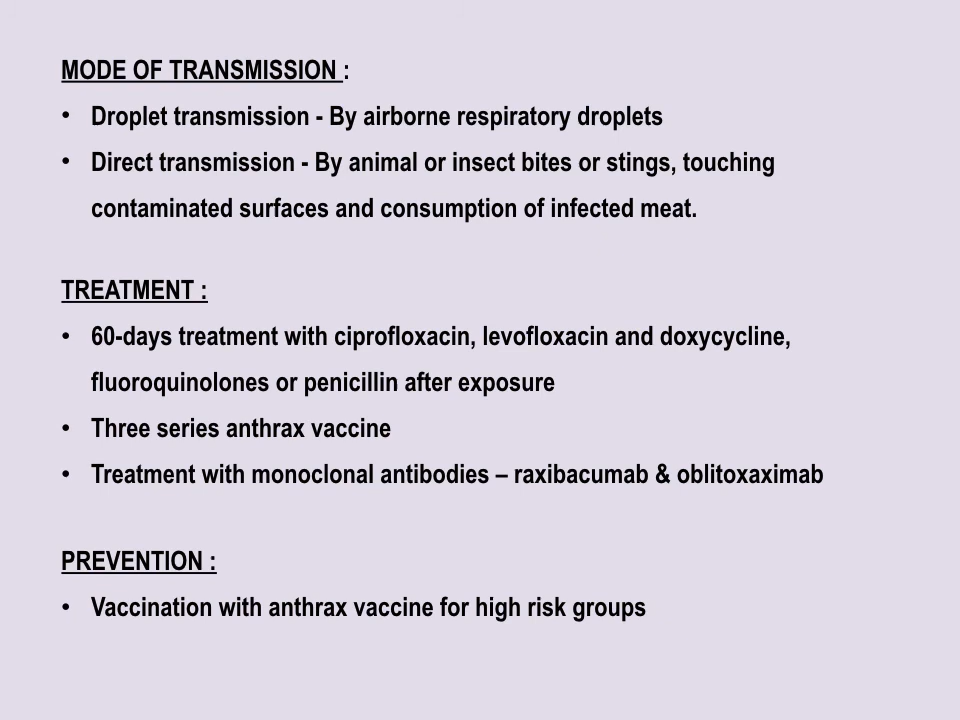 MODE OF TRANSMISSION :
• Droplet transmission - By airborne respiratory droplets
• Direct transmission - By animal or insect bites or stings, touching
contaminated surfaces and consumption of infected meat.
TREATMENT :
• 60-days treatment with ciprofloxacin, levofloxacin and doxycycline,
fluoroquinolones or penicillin after exposure
• Three series anthrax vaccine
• Treatment with monoclonal antibodies – raxibacumab & oblitoxaximab
PREVENTION :
• Vaccination with anthrax vaccine for high risk groups